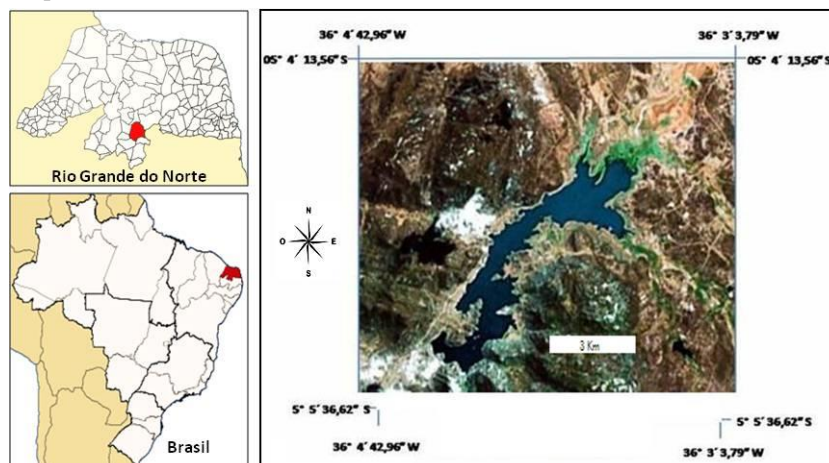 Rio Grande do Norte
Brasil
36° 4' 42,96" W
36° 3' 3,79" W
05° 4' 13,56" S
05° 4' 13,56" S
N
O
E
S
3 Km
5° 5' 36,62" S
5° 5' 36,62" S
36° 4' 42,96" W
36° 3' 3,79" W